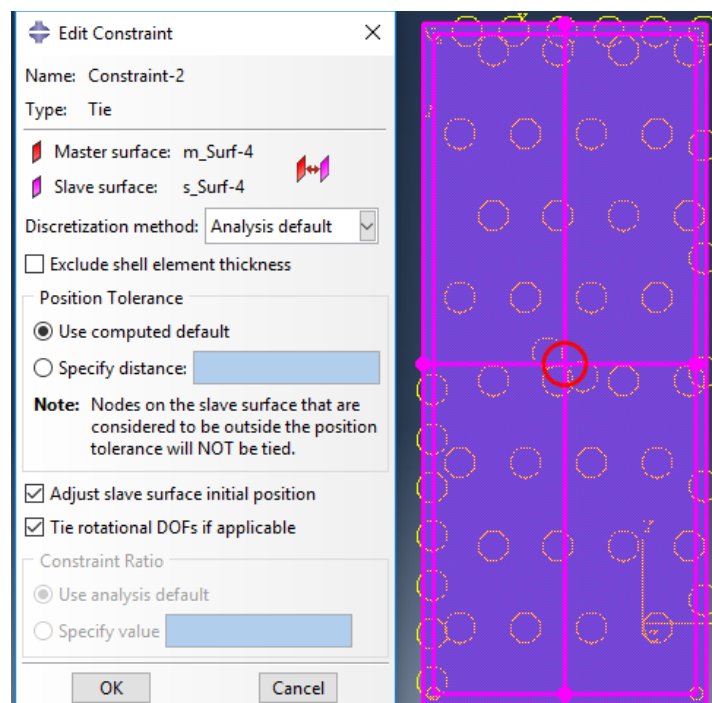 Edit Constraint
Name: Constraint-2
Type: Tie
Master surface: m_Surf-4
Slave surface: s_Surf-4
Discretization method: Analysis default
Exclude shell element thickness
Position Tolerance
Use computed default
Specify distance:
Note: Nodes on the slave surface that are
considered to be outside the position
tolerance will NOT be tied.
Adjust slave surface initial position
Tie rotational DOFs if applicable
Constraint Ratio
Use analysis default
Specify value
OK Cancel